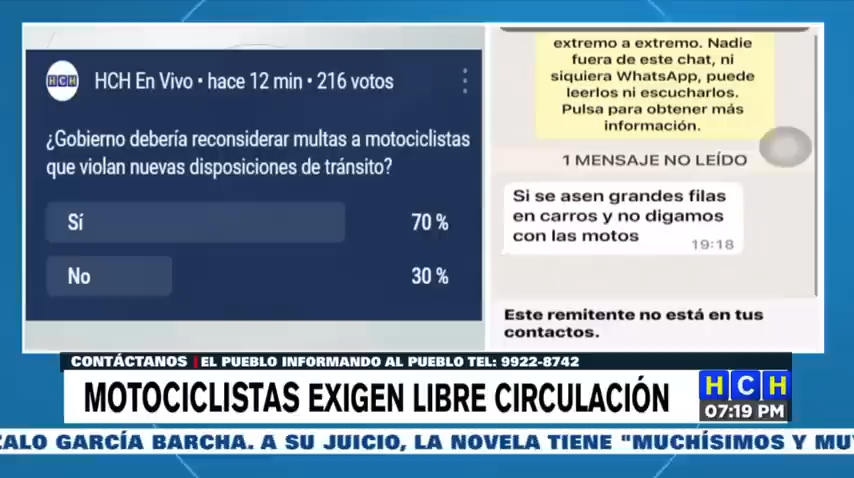 HCH
HCH En Vivo • hace 12 min • 216 votos
¿Gobierno debería reconsiderar multas a motociclistas
que violan nuevas disposiciones de tránsito?
Sí 70 %
No 30 %
extremo a extremo. Nadie
fuera de este chat, ni
siquiera WhatsApp, puede
leerlos ni escucharlos.
Pulsa para obtener más
información.
1 MENSAJE NO LEÍDO
Si se asen grandes filas
en carros y no digamos
con las motos
19:18
Este remitente no está en tus
contactos.
CONTÁCTANOS | EL PUEBLO INFORMANDO AL PUEBLO TEL: 9922-8742
MOTOCICLISTAS EXIGEN LIBRE CIRCULACIÓN
HCH
07:19 PM
ZALO GARCÍA BARCHA. A SU JUICIO, LA NOVELA TIENE "MUCHÍSIMOS Y MUY